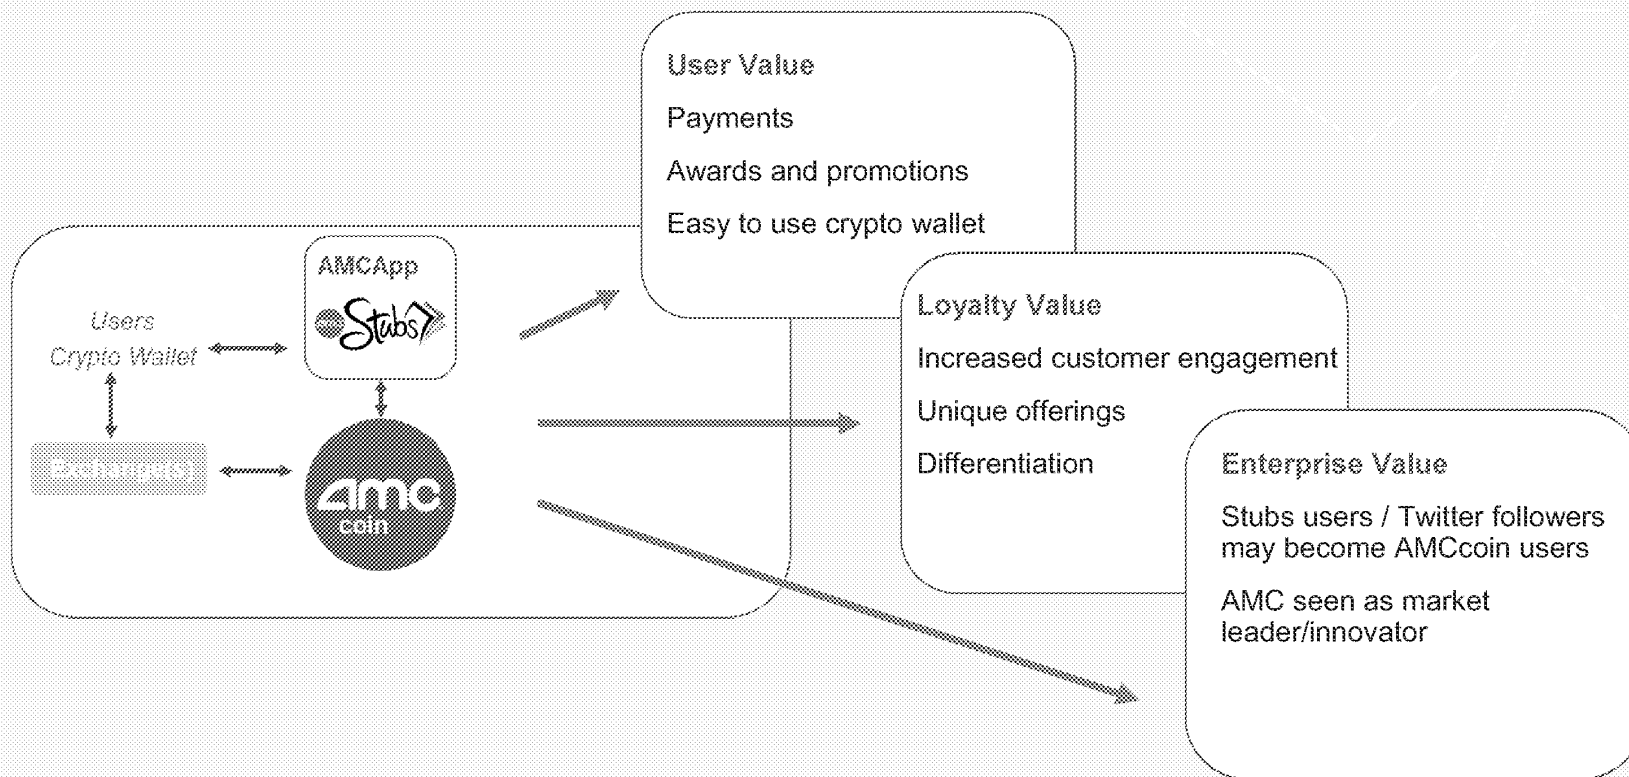 User Value
Payments
Awards and promotions
Easy to use crypto wallet
AMCApp
Stubs
Users
Crypto Wallet
Exchange(s)
amc
coin
Loyalty Value
Increased customer engagement
Unique offerings
Differentiation
Enterprise Value
Stubs users / Twitter followers
may become AMCcoin users
AMC seen as market
leader/innovator